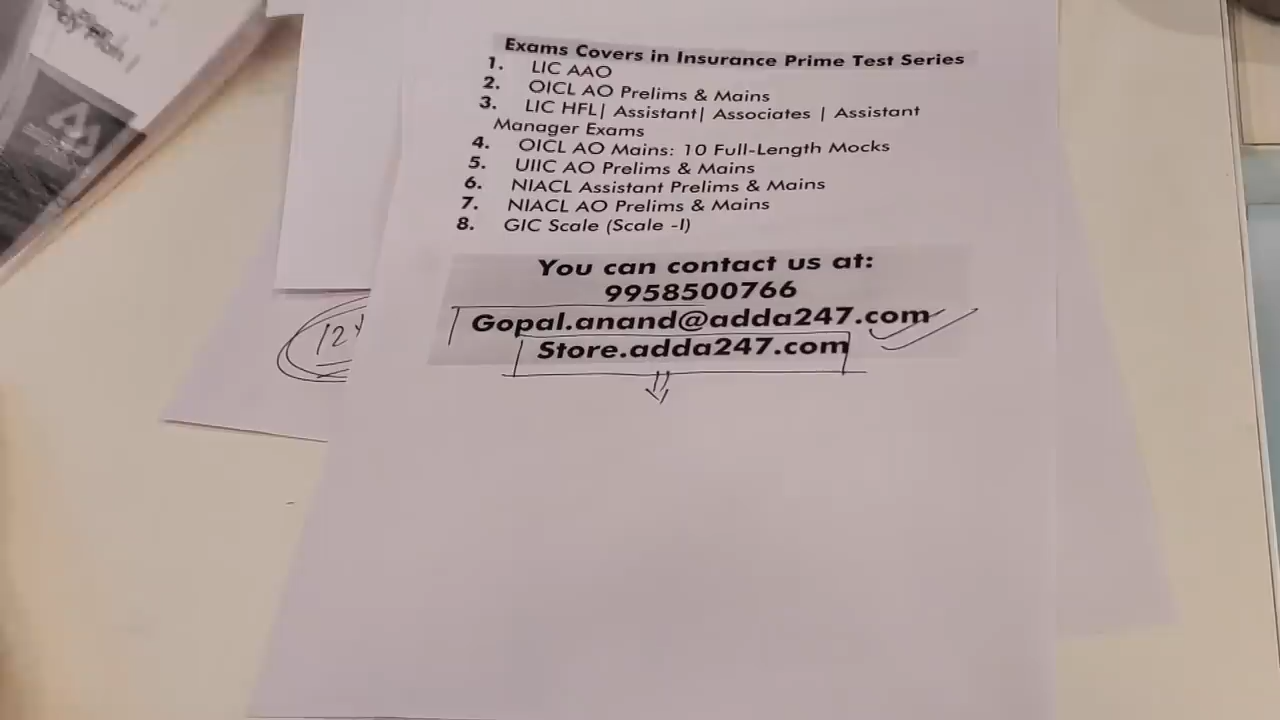 Exams Covers in Insurance Prime Test Series
1. LIC AAO
2. OICL AO Prelims & Mains
3. LIC HFL| Assistant| Associates | Assistant
Manager Exams
4. OICL AO Mains: 10 Full-Length Mocks
5. UIIC AO Prelims & Mains
6. NIACL Assistant Prelims & Mains
7. NIACL AO Prelims & Mains
8. GIC Scale (Scale -I)
You can contact us at:
9958500766
Gopal.anand@adda247.com
Store.adda247.com
12